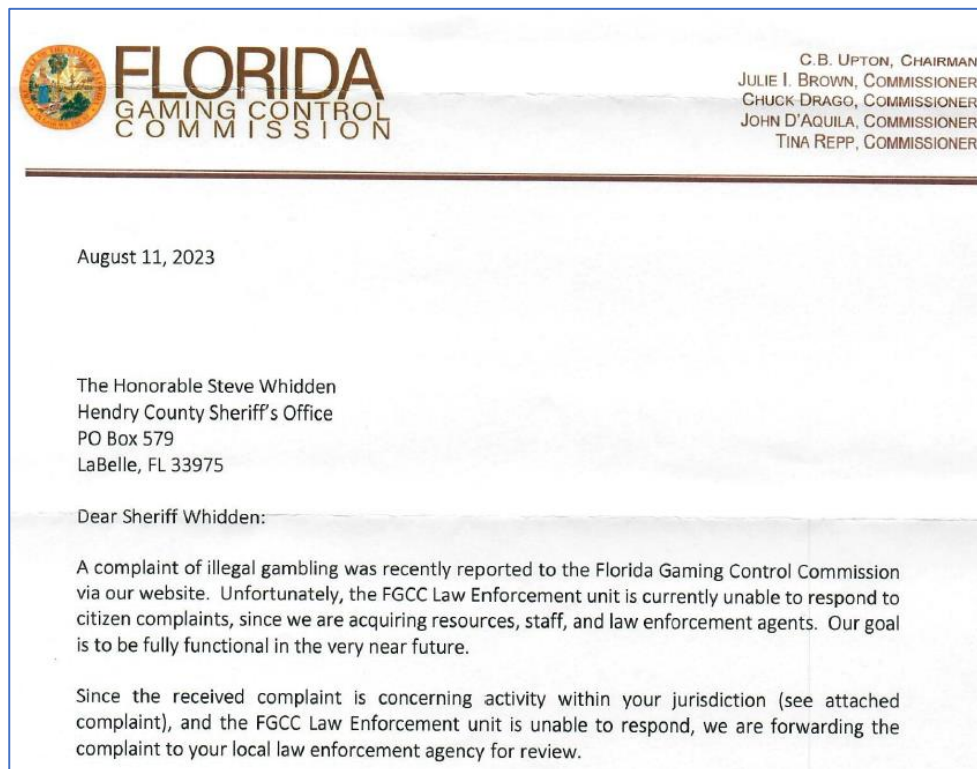 FLORIDA
GAMING CONTROL
COMMISSION
C.B. UPTON, CHAIRMAN
JULIE I. BROWN, COMMISSIONER
CHUCK DRAGO, COMMISSIONER
JOHN D'AQUILA, COMMISSIONER
TINA REPP, COMMISSIONER
August 11, 2023
The Honorable Steve Whidden
Hendry County Sheriff's Office
PO Box 579
LaBelle, FL 33975
Dear Sheriff Whidden:
A complaint of illegal gambling was recently reported to the Florida Gaming Control Commission
via our website. Unfortunately, the FGCC Law Enforcement unit is currently unable to respond to
citizen complaints, since we are acquiring resources, staff, and law enforcement agents. Our goal
is to be fully functional in the very near future.
Since the received complaint is concerning activity within your jurisdiction (see attached
complaint), and the FGCC Law Enforcement unit is unable to respond, we are forwarding the
complaint to your local law enforcement agency for review.